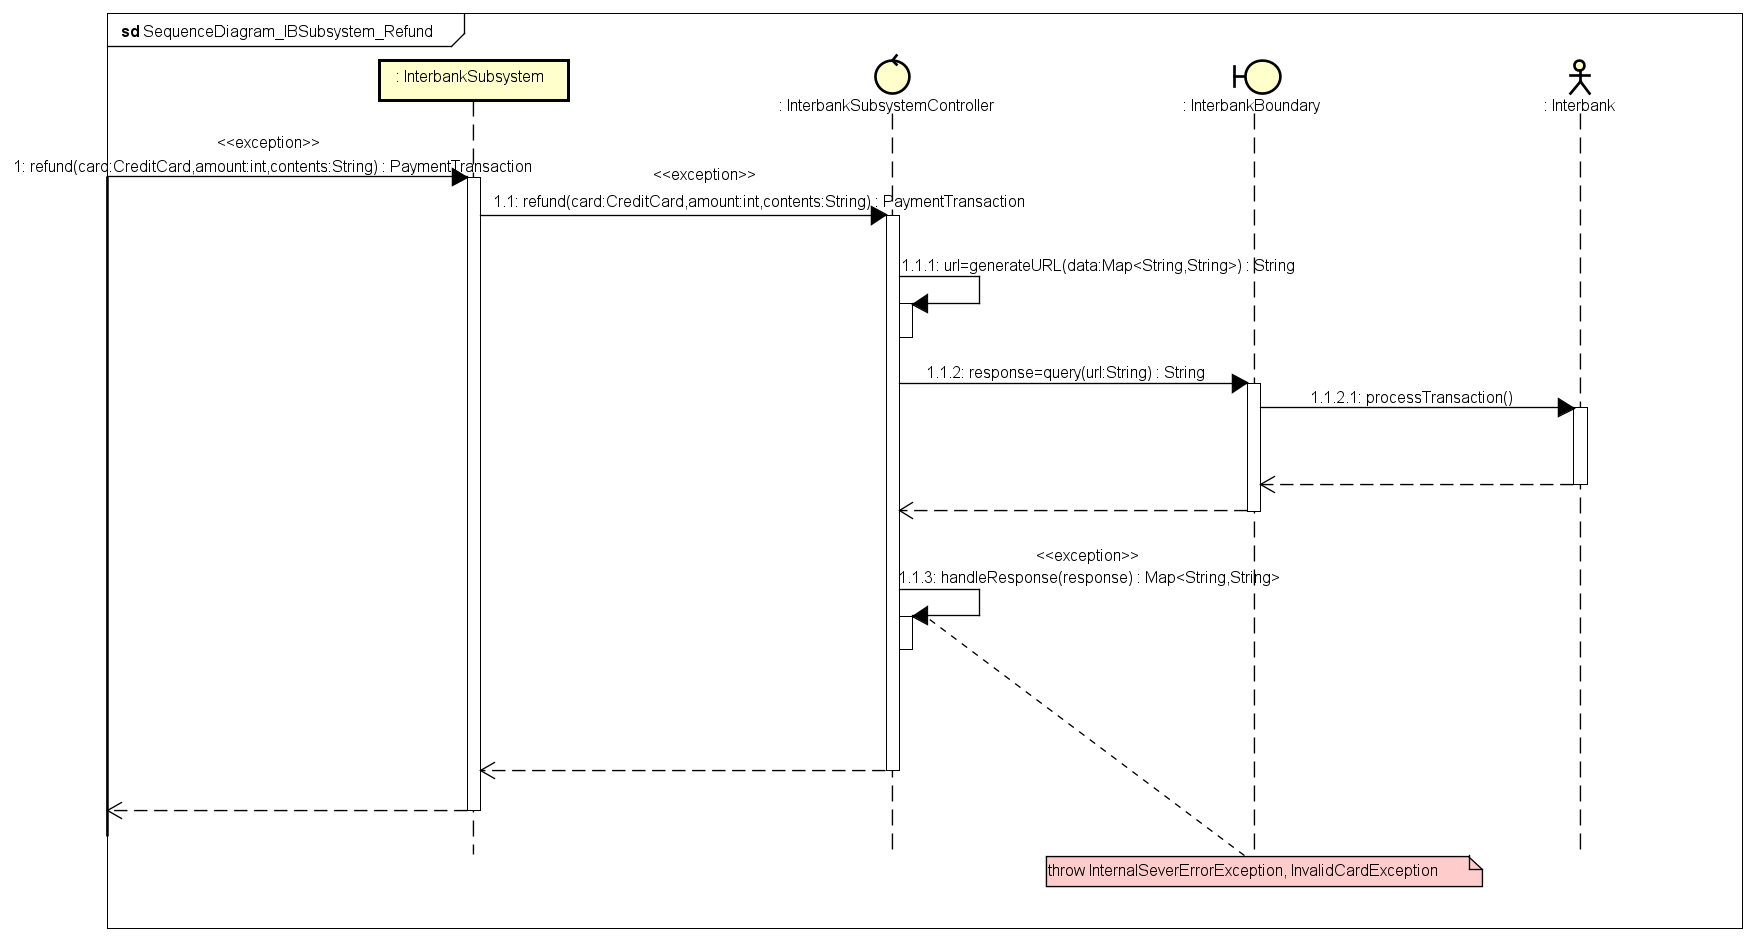 sd SequenceDiagram_IBSubsystem_Refund
: InterbankSubsystem
: InterbankSubsystemController
: InterbankBoundary
: Interbank
<<exception>>
1: refund(card:CreditCard,amount:int,contents:String) : PaymentTransaction
<<exception>>
1.1: refund(card:CreditCard,amount:int,contents:String) : PaymentTransaction
1.1.1: url=generateURL(data:Map<String,String>) : String
1.1.2: response=query(url:String) : String
1.1.2.1: processTransaction()
<<exception>>
1.1.3: handleResponse(response) : Map<String,String>
throw InternalSeverErrorException, InvalidCardException